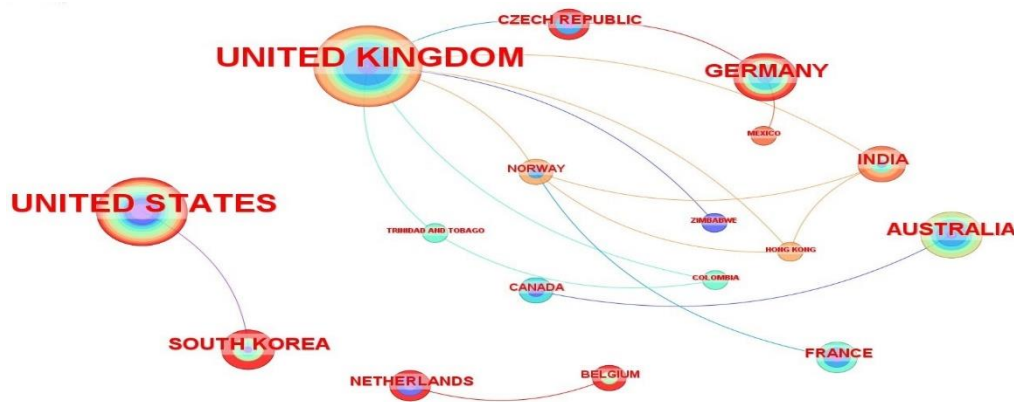 CZECH REPUBLIC
UNITED KINGDOM
GERMANY
MEXICO
INDIA
NORWAY
UNITED STATES
ZIMBABWE
AUSTRALIA
TRINIDAD AND TOBAGO
HONG KONG
COLOMBIA
CANADA
SOUTH KOREA
FRANCE
BELGIUM
NETHERLANDS